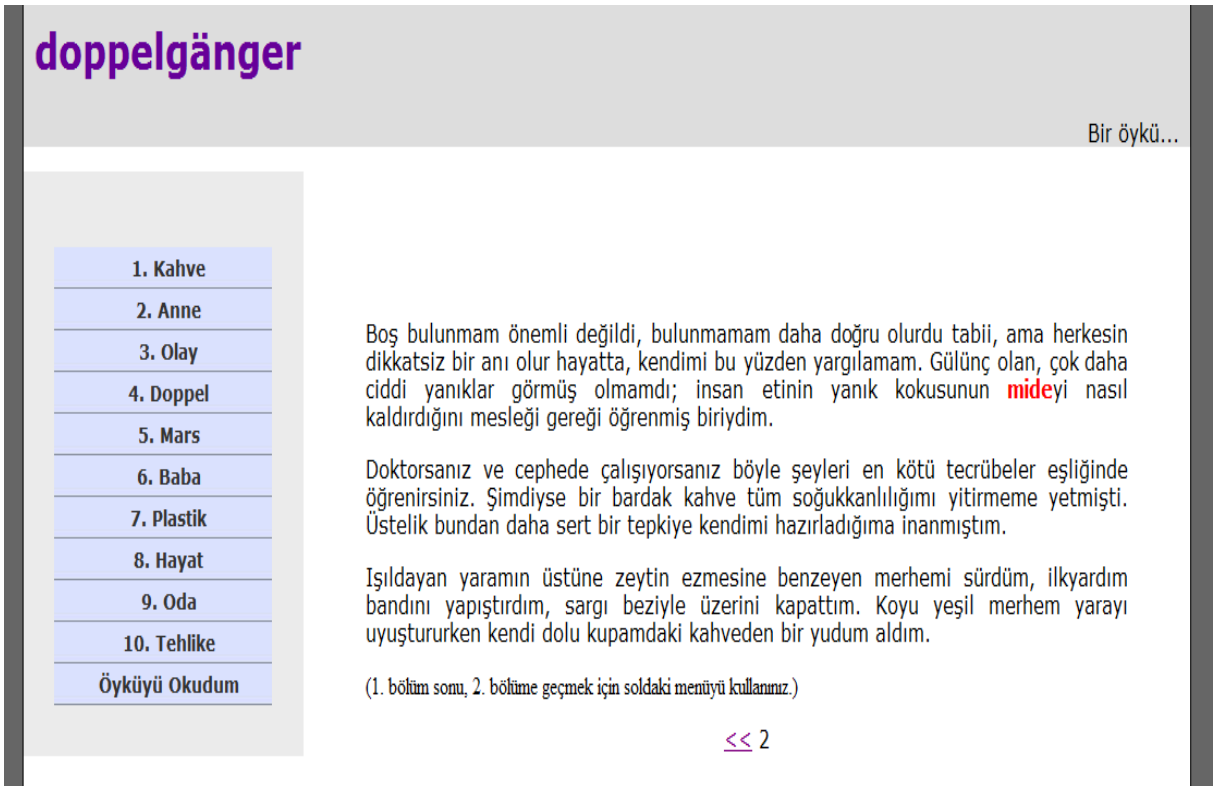 doppelgänger
Bir öykü...
1. Kahve
2. Anne
3. Olay
4. Doppel
5. Mars
6. Baba
7. Plastik
8. Hayat
9. Oda
10. Tehlike
Öyküyü Okudum
Boş bulunmam önemli değildi, bulunmamam daha doğru olurdu tabii, ama herkesin
dikkatsiz bir anı olur hayatta, kendimi bu yüzden yargılamam. Gülünç olan, çok daha
ciddi yanıklar görmüş olmamdı; insan etinin yanık kokusunun mideyi nasıl
kaldırdığını mesleği gereği öğrenmiş biriydim.
Doktorsanız ve cephede çalışıyorsanız böyle şeyleri en kötü tecrübeler eşliğinde
öğrenirsiniz. Şimdiyse bir bardak kahve tüm soğukkanlılığımı yitirmeme yetmişti.
Üstelik bundan daha sert bir tepkiye kendimi hazırladığıma inanmıştım.
Işıldayan yaramın üstüne zeytin ezmesine benzeyen merhemi sürdüm, ilkyardım
bandını yapıştırdım, sargı beziyle üzerini kapattım. Koyu yeşil merhem yarayı
uyuştururken kendi dolu kupamdaki kahveden bir yudum aldım.
(1. bölüm sonu, 2. bölüme geçmek için soldaki menüyü kullanınız.)
<< 2